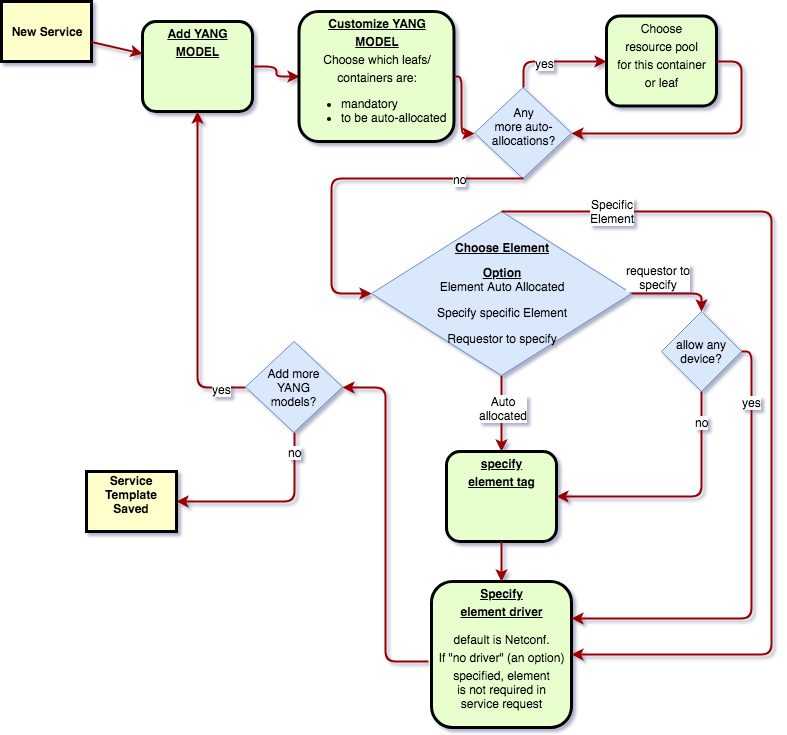 New Service
Add YANG
MODEL
Customize YANG
MODEL
Choose which leafs/
containers are:
• mandatory
• to be auto-allocated
yes
Choose
resource pool
for this container
or leaf
Any
more auto-
allocations?
no
Specific
Element
Choose Element
Option
Element Auto Allocated
Specify specific Element
Requestor to specify
requestor to
specify
allow any
device?
yes
no
Auto
allocated
Add more
YANG
models?
yes
no
Service
Template
Saved
specify
element tag
Specify
element driver
default is Netconf.
If "no driver" (an option)
specified, element
is not required in
service request